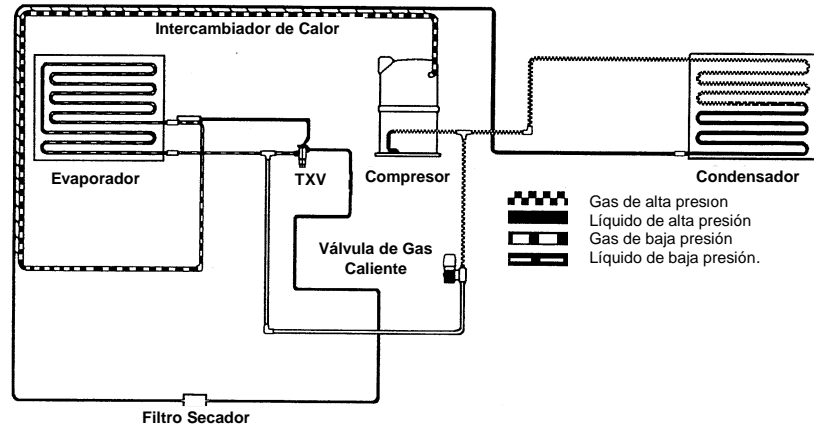 Intercambiador de Calor
Evaporador
TXV
Compresor
Condensador
Gas de alta presion
Líquido de alta presión
Gas de baja presión
Líquido de baja presión.
Válvula de Gas
Caliente
Filtro Secador